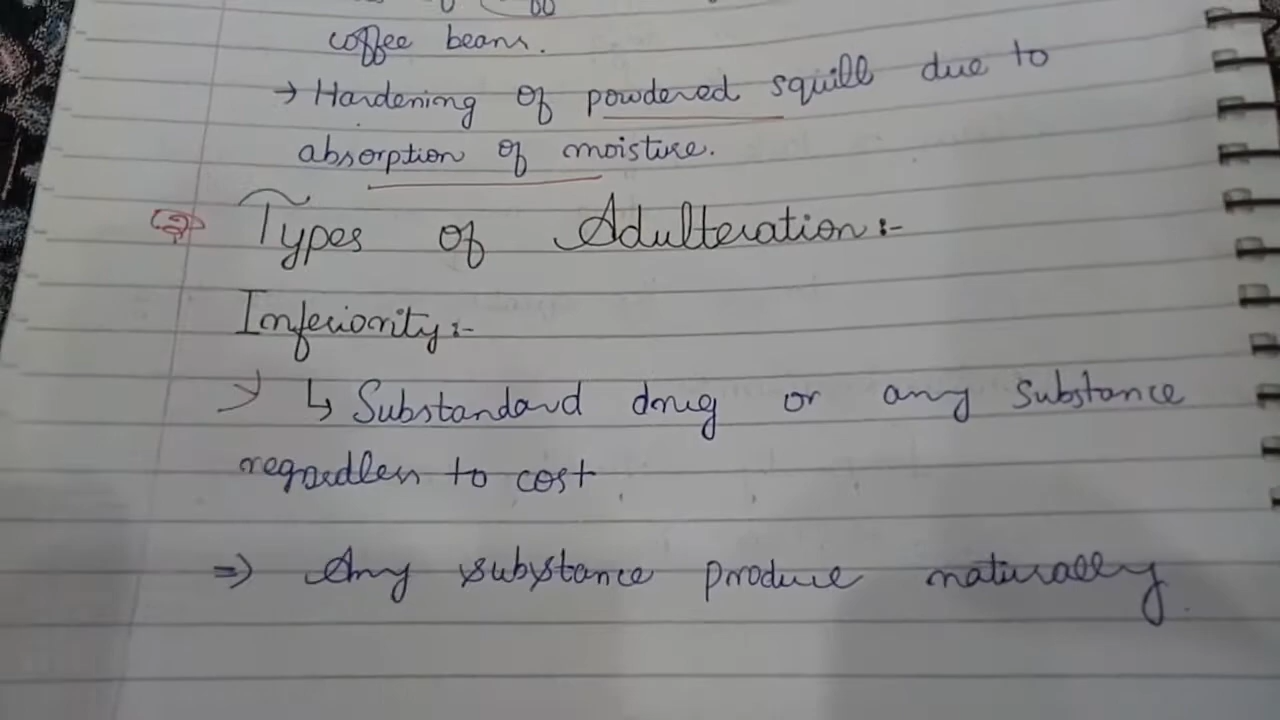 coffee beans.
→ Hardening of powdered squill due to
absorption of moisture.
Types of Adulteration:-
Inferiority:-
↳ Substandard drug or any substance
regardless to cost
⇒ Any substance produce naturally.